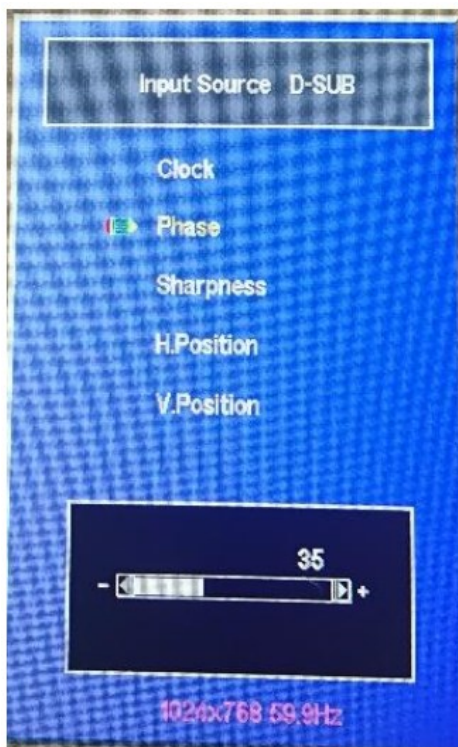 Input Source D-SUB
Clock
Phase
Sharpness
H.Position
V.Position
35
- +
1024x768 59.9Hz